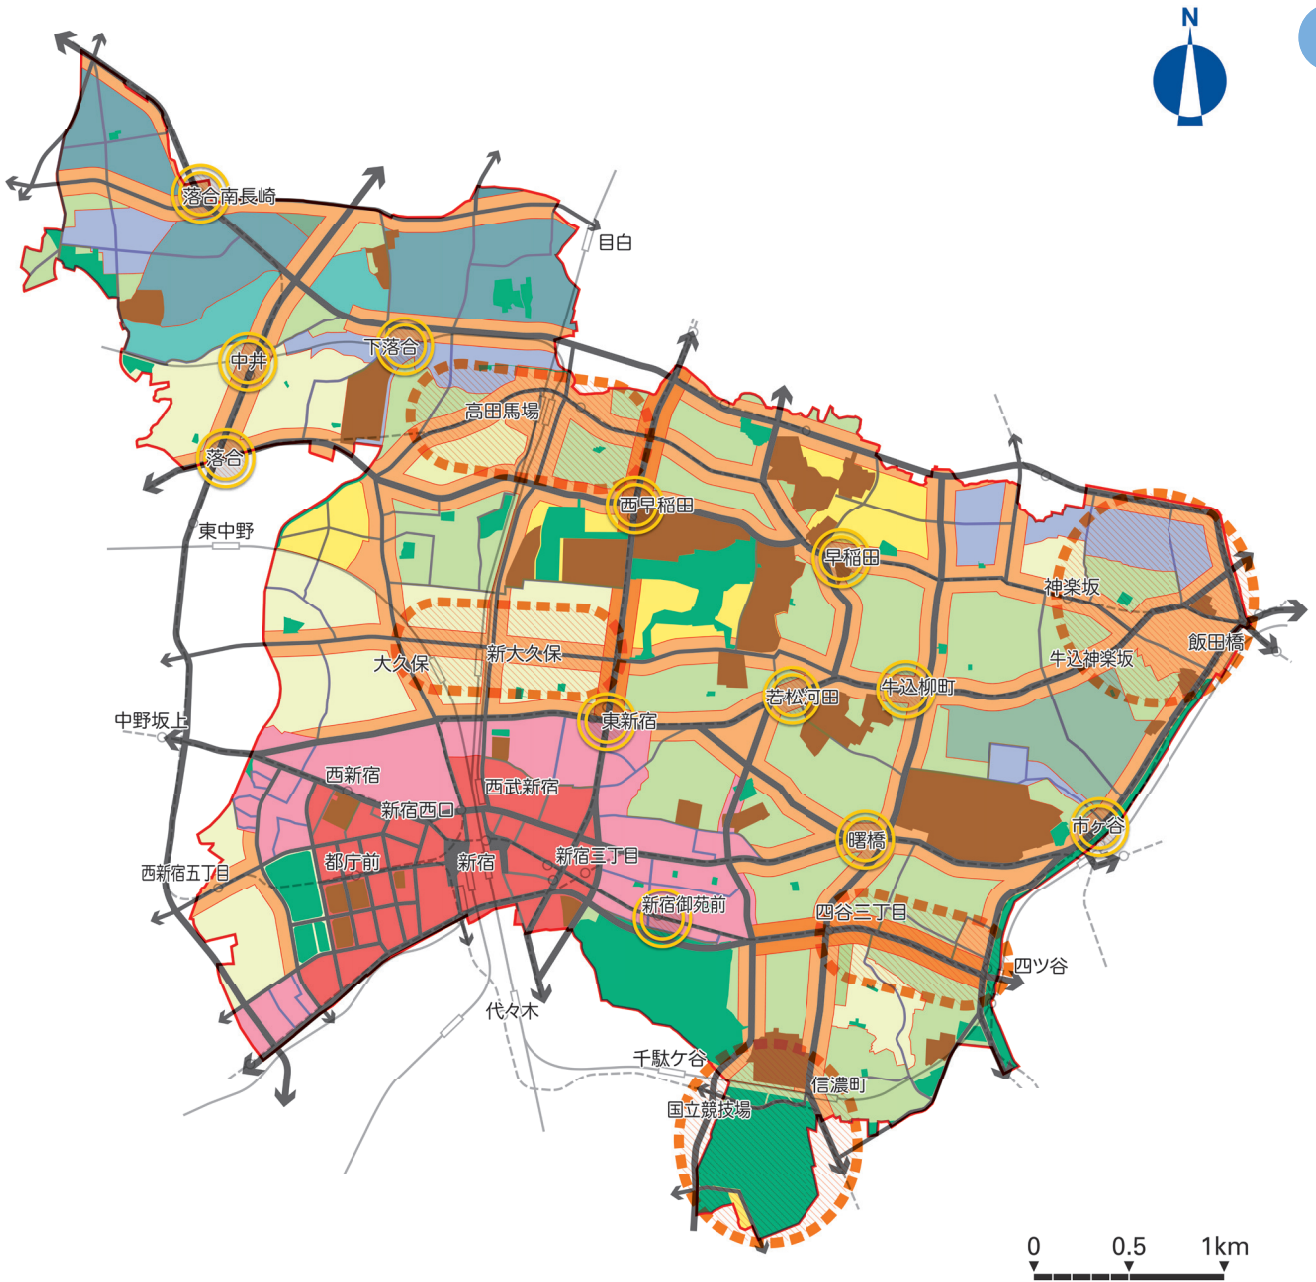 N
落合南長崎
目白
中井
下落合
高田馬場
落合
西早稲田
東中野
早稲田
神楽坂
飯田橋
大久保
新大久保
牛込神楽坂
若松河田
牛込柳町
中野坂上
東新宿
西新宿
西武新宿
新宿西口
市ヶ谷
曙橋
西新宿五丁目
都庁前
新宿
新宿三丁目
新宿御苑前
四谷三丁目
四ツ谷
代々木
千駄ケ谷
信濃町
国立競技場
0 0.5 1km